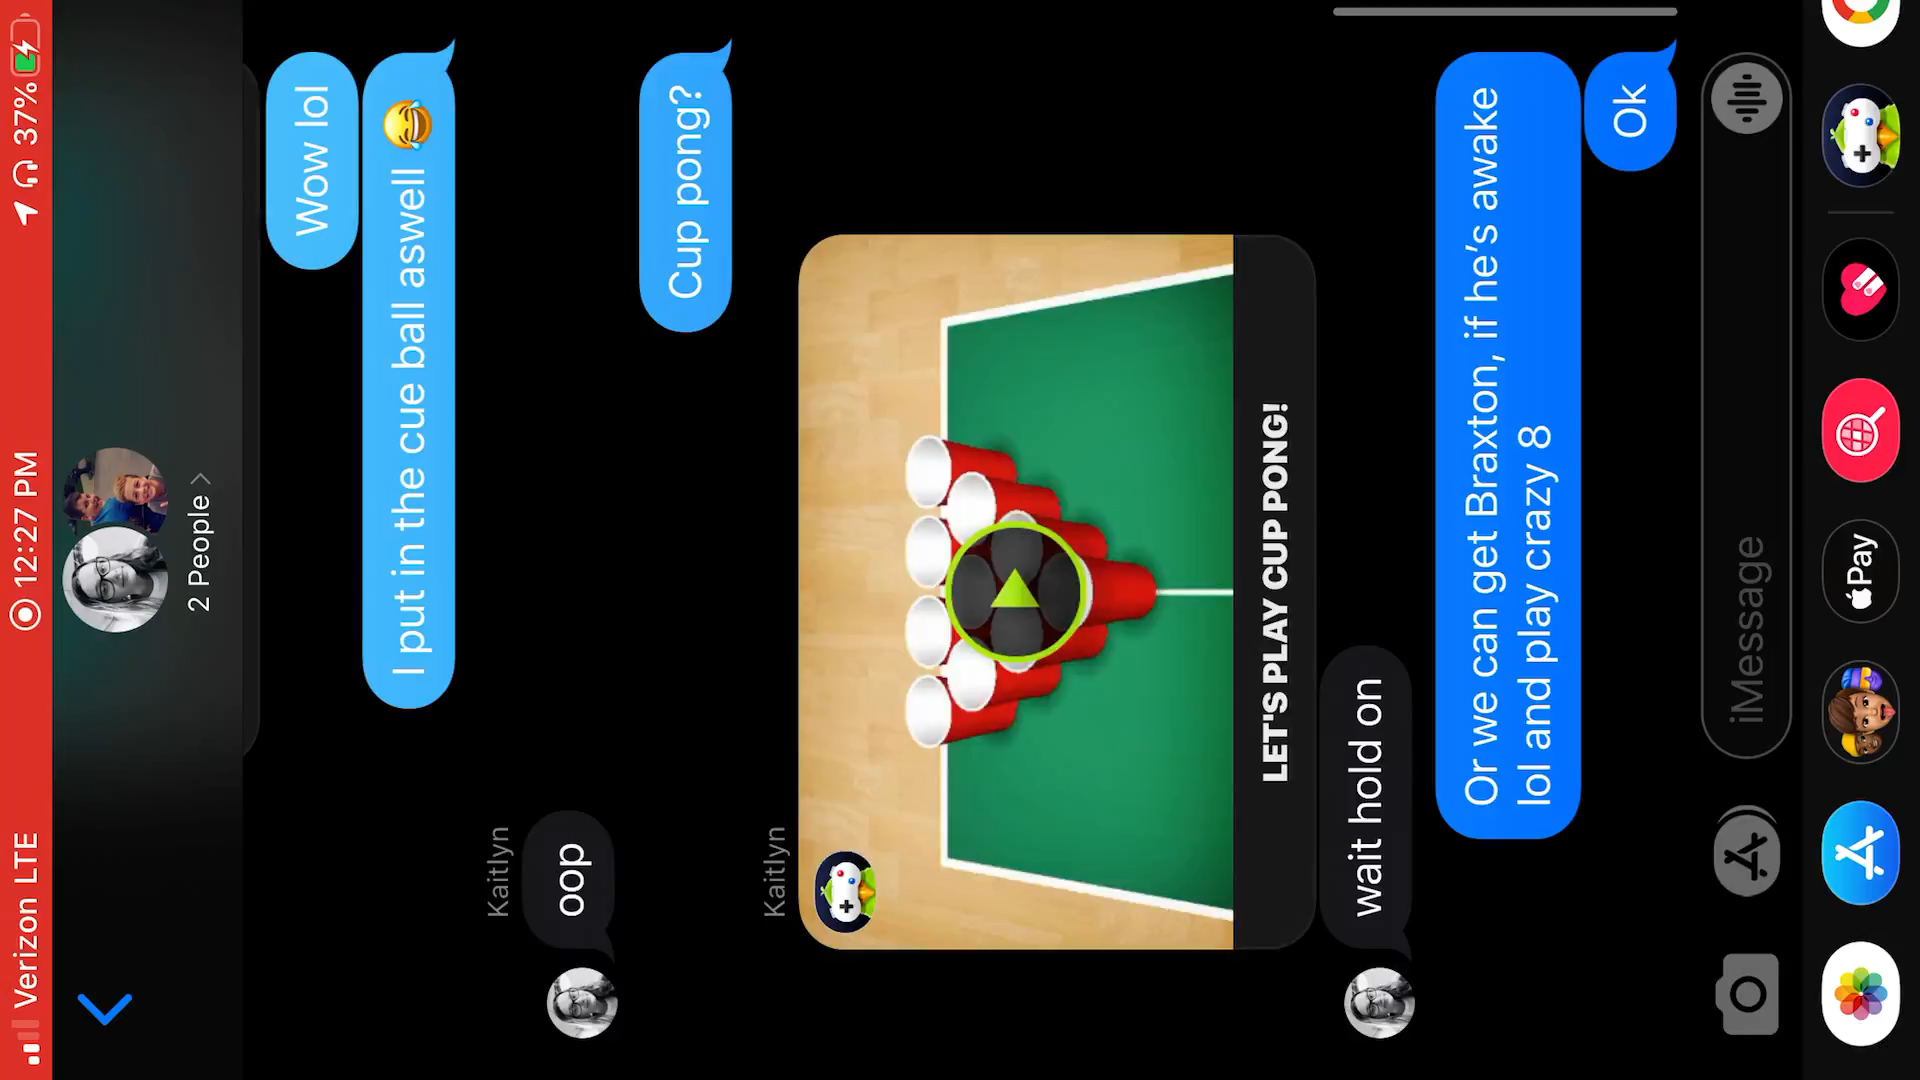 Verizon LTE 12:27 PM 37%
2 People >
Wow lol
I put in the cue ball aswell 😂
Kaitlyn
oop
Cup pong?
Kaitlyn
LET'S PLAY CUP PONG!
wait hold on
Or we can get Braxton, if he's awake
lol and play crazy 8
Ok
iMessage
Pay